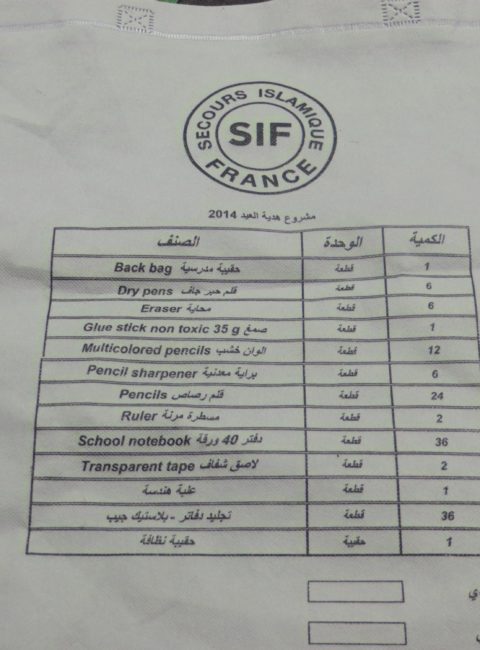 SECOURS ISLAMIQUE
SIF
FRANCE
مشروع هدية العيد 2014
الصنف الوحدة الكمية
Back bag حقيبة مدرسية قطعة 1
Dry pens قلم حبر جاف قطعة 6
Eraser محاية قطعة 6
Glue stick non toxic 35 g صمغ قطعة 1
Multicolored pencils الوان خشب قطعة 12
Pencil sharpener براية معدنية قطعة 6
Pencils قلم رصاص قطعة 24
Ruler مسطرة مرنة قطعة 2
School notebook دفتر 40 ورقة قطعة 36
Transparent tape لاصق شفاف قطعة 2
علبة هندسة قطعة 1
تجليد دفاتر - بلاستيك جيب قطعة 36
حقيبة نظافة حقيبة 1